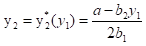 y₂ = y₂*(y₁) = (a − b₂y₁) / 2b₁